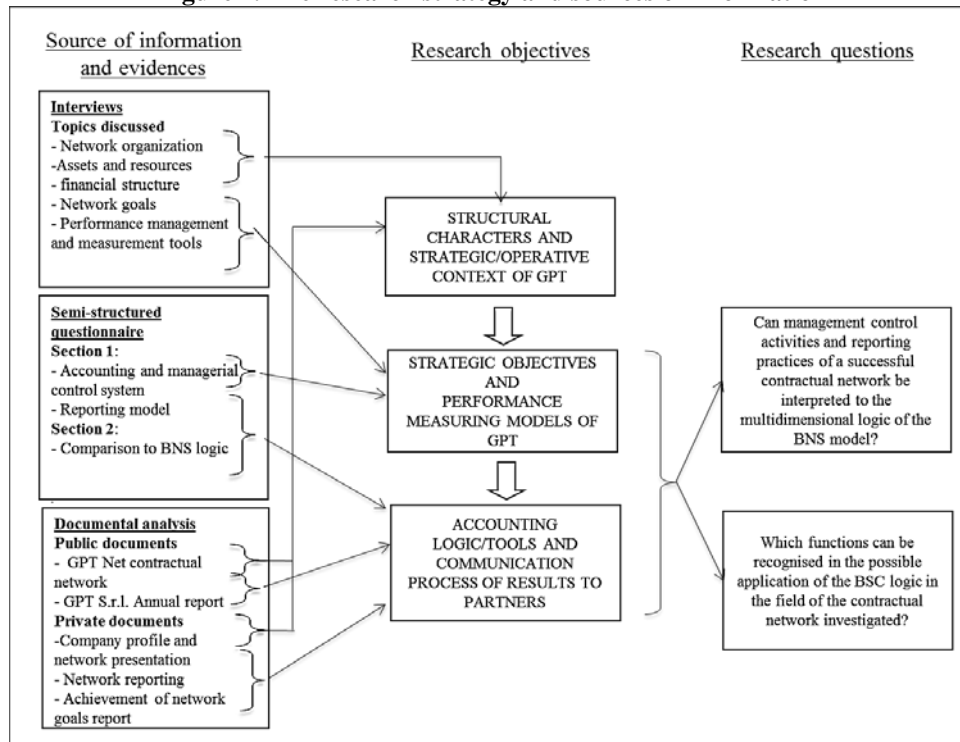 Source of information
and evidences
Research objectives
Research questions
Interviews
Topics discussed
- Network organization
-Assets and resources
- financial structure
- Network goals
- Performance management
and measurement tools
Semi-structured
questionnaire
Section 1:
- Accounting and managerial
control system
- Reporting model
Section 2:
- Comparison to BNS logic
Documental analysis
Public documents
- GPT Net contractual
network
- GPT S.r.l. Annual report
Private documents
-Company profile and
network presentation
- Network reporting
- Achievement of network
goals report
STRUCTURAL
CHARACTERS AND
STRATEGIC/OPERATIVE
CONTEXT OF GPT
STRATEGIC OBJECTIVES
AND
PERFORMANCE
MEASURING MODELS OF
GPT
ACCOUNTING
LOGIC/TOOLS AND
COMMUNICATION
PROCESS OF RESULTS TO
PARTNERS
Can management control
activities and reporting
practices of a successful
contractual network be
interpreted to the
multidimensional logic of the
BNS model?
Which functions can be
recognised in the possible
application of the BSC logic in
the field of the contractual
network investigated?